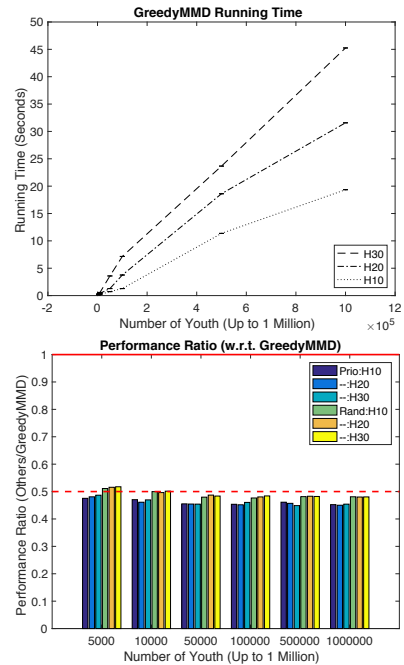 GreedyMMD Running Time
Running Time (Seconds)
50
45
40
35
30
25
20
15
10
5
0
H30
H20
H10
-2 0 2 4 6 8 10 12
×10⁵
Number of Youth (Up to 1 Million)
Performance Ratio (w.r.t. GreedyMMD)
Performance Ratio (Others/GreedyMMD)
1
0.9
0.8
0.7
0.6
0.5
0.4
0.3
0.2
0.1
0
Prio:H10
--:H20
--:H30
Rand:H10
--:H20
--:H30
5000 10000 50000 100000 500000 1000000
Number of Youth (Up to 1 Million)